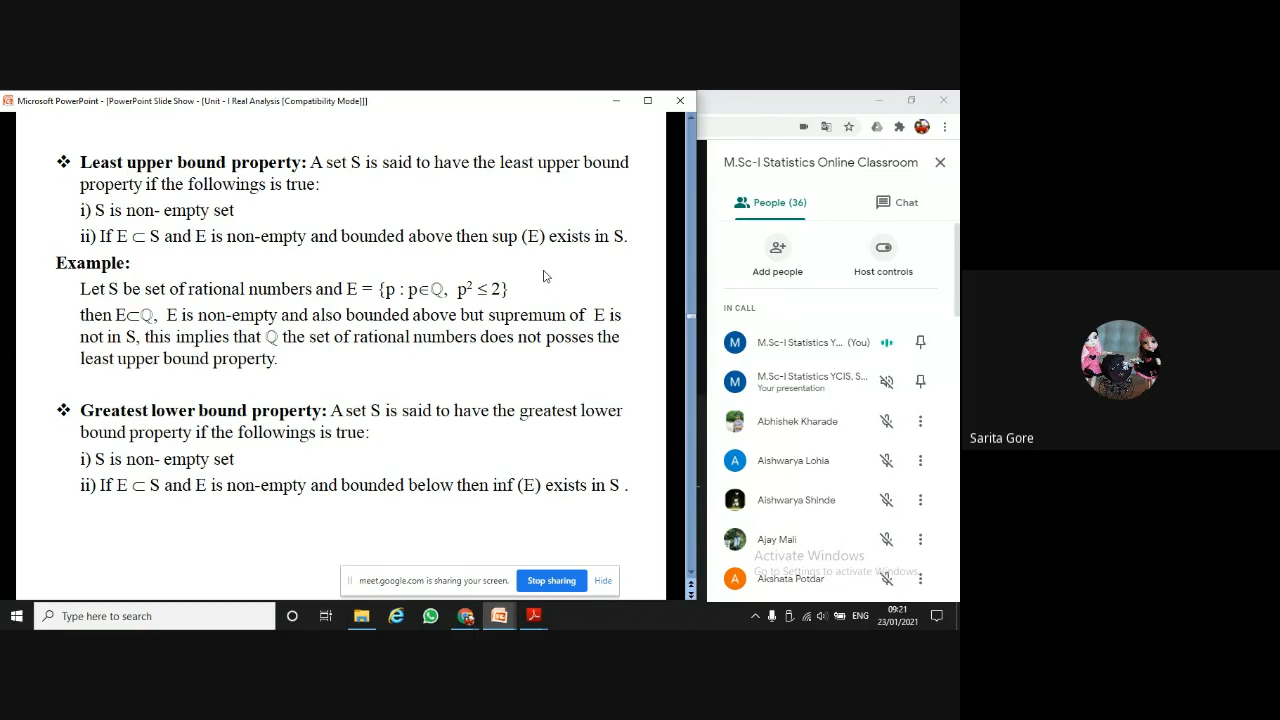 Microsoft PowerPoint - [PowerPoint Slide Show - [Unit - I Real Analysis [Compatibility Mode]]]
❖ Least upper bound property: A set S is said to have the least upper bound
property if the followings is true:
i) S is non- empty set
ii) If E ⊂ S and E is non-empty and bounded above then sup (E) exists in S.
Example:
Let S be set of rational numbers and E = {p : p∈ℚ, p² ≤ 2}
then E⊂ℚ, E is non-empty and also bounded above but supremum of E is
not in S, this implies that ℚ the set of rational numbers does not posses the
least upper bound property.
❖ Greatest lower bound property: A set S is said to have the greatest lower
bound property if the followings is true:
i) S is non- empty set
ii) If E ⊂ S and E is non-empty and bounded below then inf (E) exists in S .
meet.google.com is sharing your screen. Stop sharing Hide
M.Sc-I Statistics Online Classroom
People (36) Chat
Add people Host controls
IN CALL
M M.Sc-I Statistics Y... (You)
M M.Sc-I Statistics YCIS, S...
Your presentation
Abhishek Kharade
A Aishwarya Lohia
Aishwarya Shinde
Ajay Mali
Activate Windows
Go to Settings to activate Windows.
A Akshata Potdar
Sarita Gore
Type here to search
ENG
09:21
23/01/2021